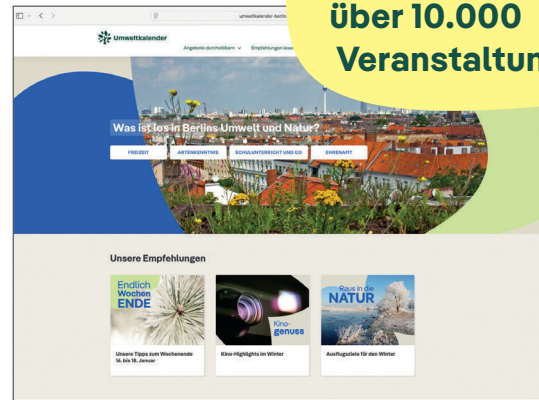 über 10.000
umweltkalender-berlin.
Umweltkalender
Angebote durchstöbern
Was ist los in Berlins Umwelt und Natur?
FREIZEIT
ARTENKENNTNIS
SCHULUNTERRICHT UND CO
EHRENAMT
Unsere Empfehlungen
Endlich
Wochen
ENDE
Kino-
genuss
Raus in die
NATUR
Unsere Tipps zum Wochenende
16. bis 18. Januar
Kino-Highlights im Winter
Ausflugsziele für den Winter